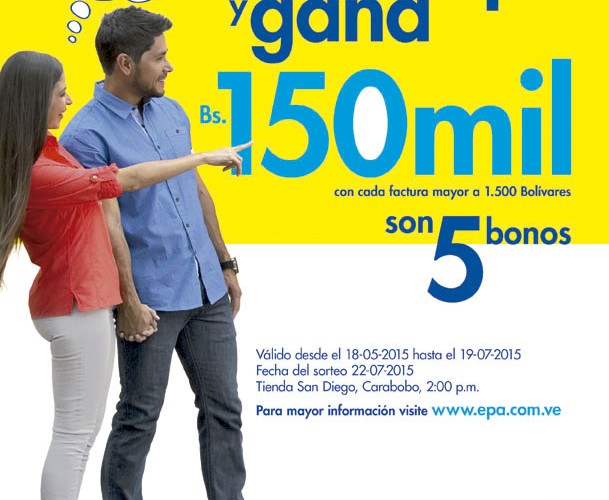 y gana
Bs. 150mil
con cada factura mayor a 1.500 Bolívares
son 5 bonos
Válido desde el 18-05-2015 hasta el 19-07-2015
Fecha del sorteo 22-07-2015
Tienda San Diego, Carabobo, 2:00 p.m.
Para mayor información visite www.epa.com.ve